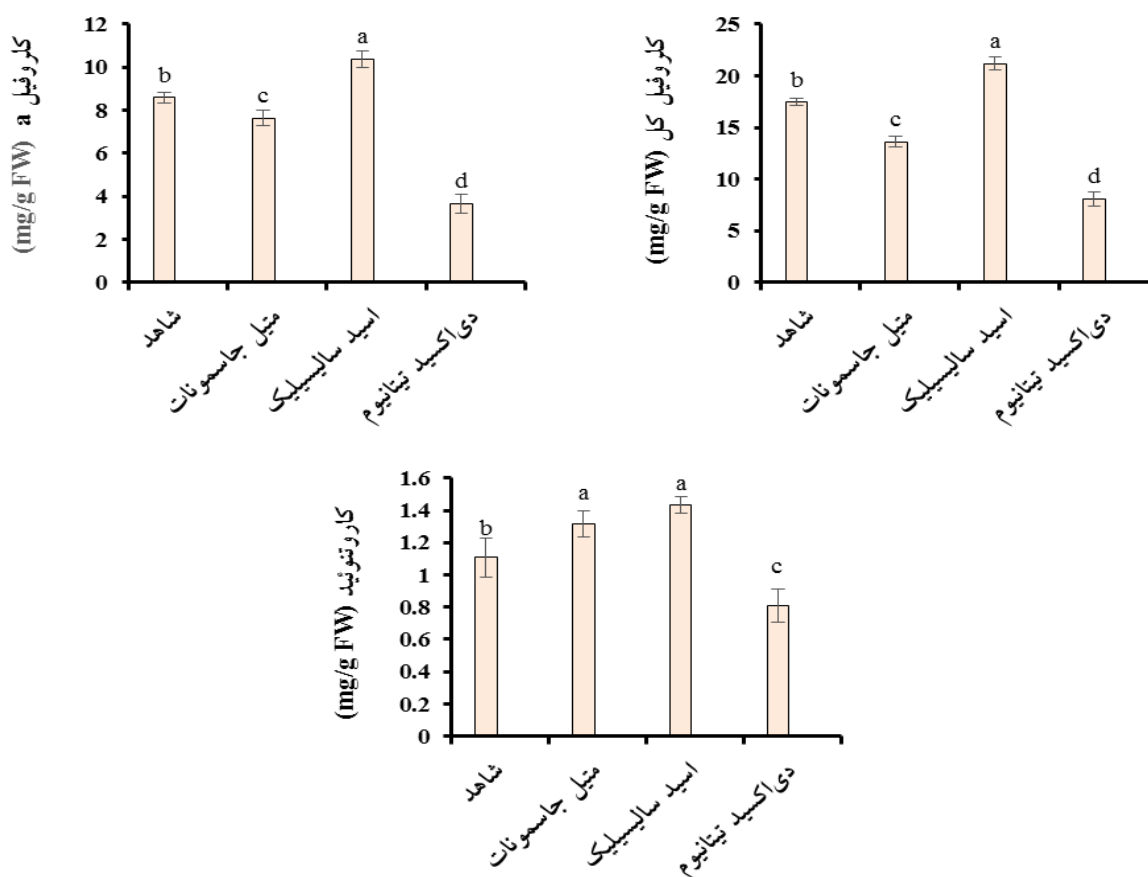 کلروفیل a (mg/g FW)
12
10
8
6
4
2
0
b
c
a
d
شاهد
متیل جاسمونات
اسید سالیسیلیک
دی‌اکسید تیتانیوم
کلروفیل کل (mg/g FW)
25
20
15
10
5
0
b
c
a
d
شاهد
متیل جاسمونات
اسید سالیسیلیک
دی‌اکسید تیتانیوم
کاروتنوئید (mg/g FW)
1.6
1.4
1.2
1
0.8
0.6
0.4
0.2
0
b
a
a
c
شاهد
متیل جاسمونات
اسید سالیسیلیک
دی‌اکسید تیتانیوم